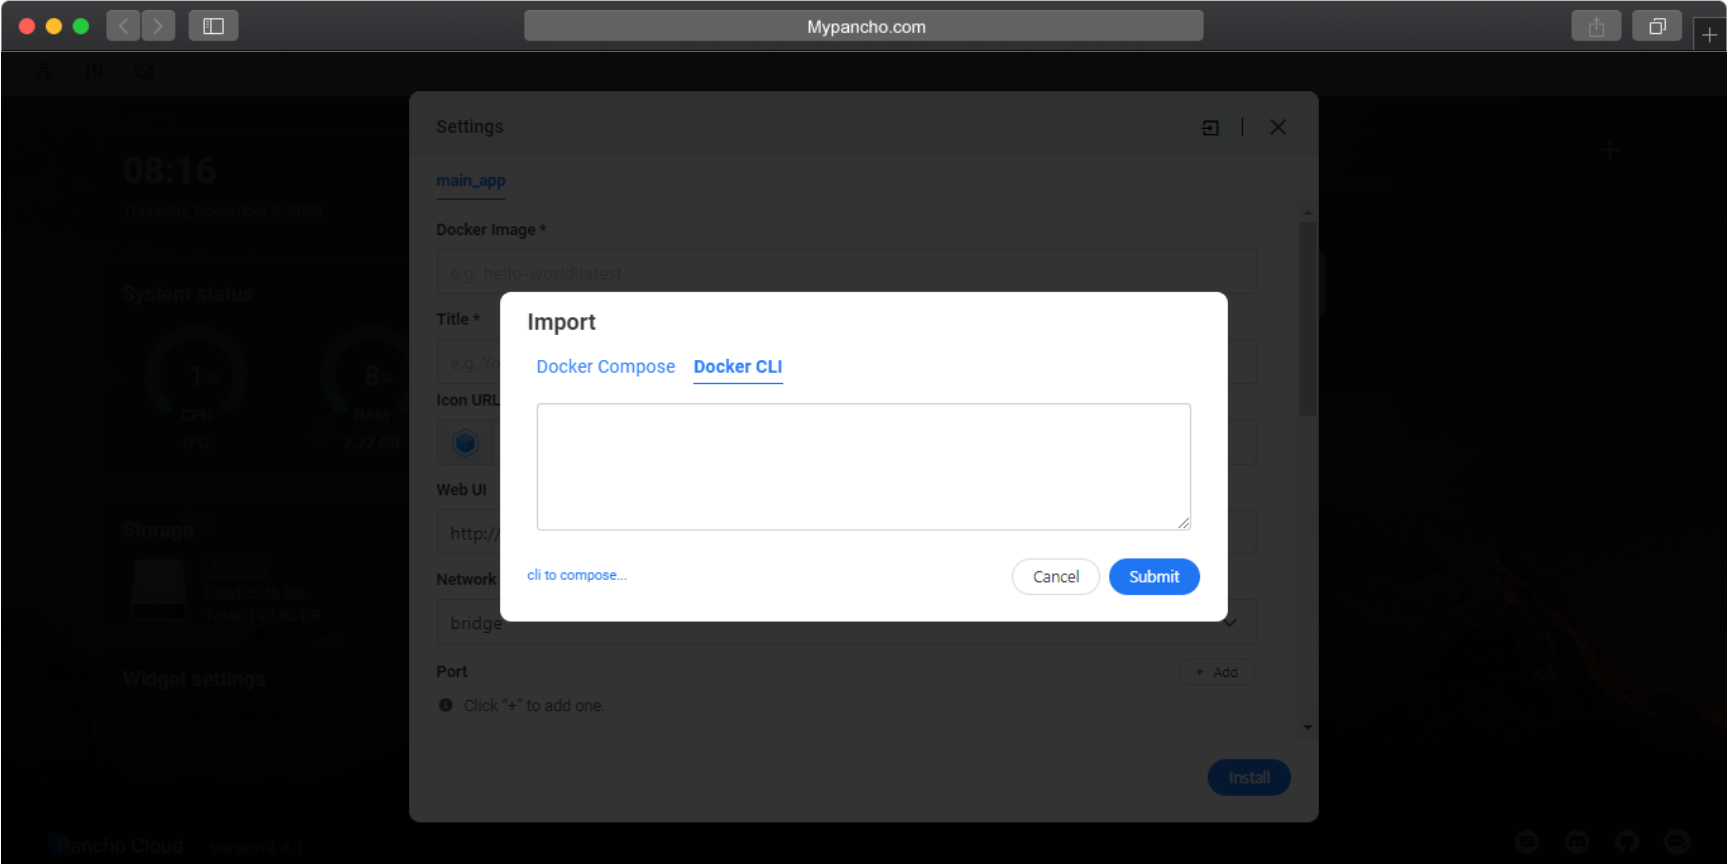 Mypancho.com
Settings
main_app
08:16
Thursday, November 2, 2023
Docker Image *
e.g. hello-world:latest
System status
Title *
Import
Docker Compose Docker CLI
1%
8%
CPU
RAM
0°C
7.77 GB
Icon URL
Web UI
http://
Storage
Used: 5.75 GB
Total: 193.83 GB
Network
cli to compose...
Cancel
Submit
bridge
Port
+ Add
Widget settings
Click "+" to add one.
Install
Pancho Cloud
Version 4.4.3